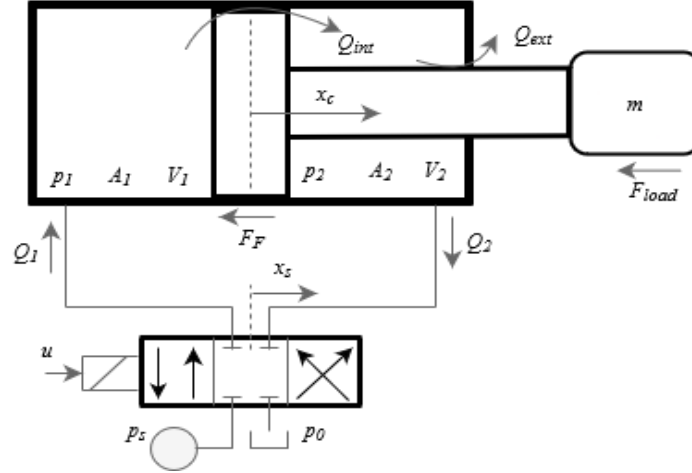 Q_int
Q_ext
x_c
m
p_1 A_1 V_1 p_2 A_2 V_2
F_load
F_F
Q_1
Q_2
x_s
u
p_s
p_0